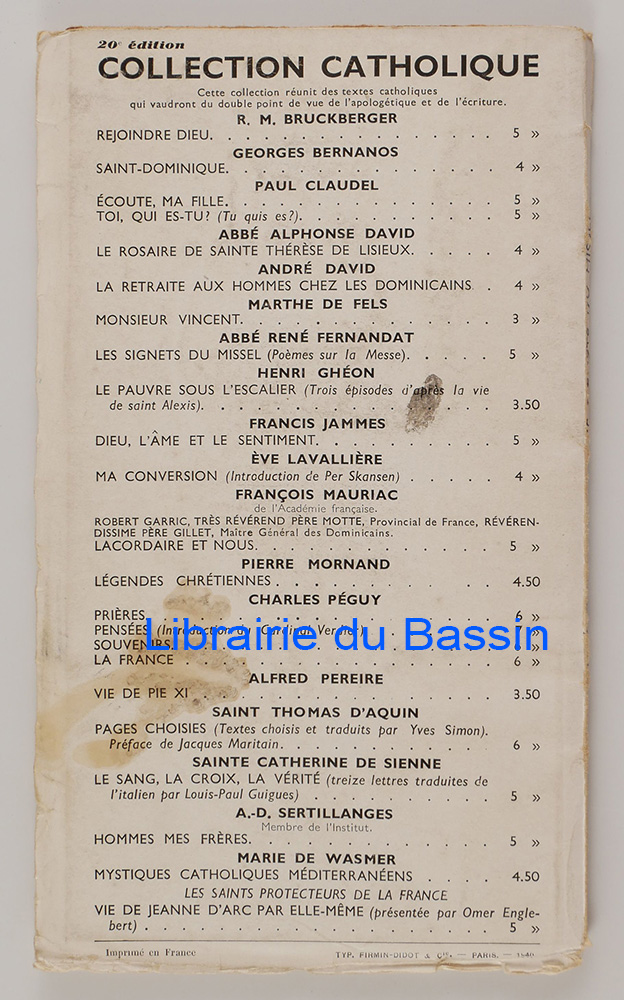 20e édition
COLLECTION CATHOLIQUE
Cette collection réunit des textes catholiques
qui vaudront du double point de vue de l'apologétique et de l'écriture.
R. M. BRUCKBERGER
REJOINDRE DIEU. . . . . . . . . . . . . . . 5 »
GEORGES BERNANOS
SAINT-DOMINIQUE. . . . . . . . . . . . . . 4 »
PAUL CLAUDEL
ÉCOUTE, MA FILLE. . . . . . . . . . . . . . 5 »
TOI, QUI ES-TU? (Tu quis es?). . . . . . . . . . . 5 »
ABBÉ ALPHONSE DAVID
LE ROSAIRE DE SAINTE THÉRÈSE DE LISIEUX. . . . . 4 »
ANDRÉ DAVID
LA RETRAITE AUX HOMMES CHEZ LES DOMINICAINS . 4 »
MARTHE DE FELS
MONSIEUR VINCENT. . . . . . . . . . . . . . 3 »
ABBÉ RENÉ FERNANDAT
LES SIGNETS DU MISSEL (Poèmes sur la Messe). . . . . 5 »
HENRI GHÉON
LE PAUVRE SOUS L'ESCALIER (Trois épisodes d'après la vie
de saint Alexis). . . . . . . . . . . . . . . . 3.50
FRANCIS JAMMES
DIEU, L'ÂME ET LE SENTIMENT. . . . . . . . . . 5 »
ÈVE LAVALLIÈRE
MA CONVERSION (Introduction de Per Skansen) . . . . . 4 »
FRANÇOIS MAURIAC
de l'Académie française.
ROBERT GARRIC, TRÈS RÉVÉREND PÈRE MOTTE, Provincial de France, RÉVÉREN-
DISSIME PÈRE GILLET, Maître Général des Dominicains.
LACORDAIRE ET NOUS. . . . . . . . . . . . . 5 »
PIERRE MORNAND
LÉGENDES CHRÉTIENNES . . . . . . . . . . . . 4.50
CHARLES PÉGUY
PRIÈRES . . . . . . . . . . . . . . . . . . 6 »
PENSÉES (Introduction du Cardinal Verdier) . . . . . . 7 »
SOUVENIRS. . . . . . . . . . . . . . . . . »
LA FRANCE . . . . . . . . . . . . . . . . . 6 »
Librairie du Bassin
ALFRED PEREIRE
VIE DE PIE XI . . . . . . . . . . . . . . . . 3.50
SAINT THOMAS D'AQUIN
PAGES CHOISIES (Textes choisis et traduits par Yves Simon).
Préface de Jacques Maritain. . . . . . . . . . . . 6 »
SAINTE CATHERINE DE SIENNE
LE SANG, LA CROIX, LA VÉRITÉ (treize lettres traduites de
l'italien par Louis-Paul Guigues) . . . . . . . . . . 5 »
A.-D. SERTILLANGES
Membre de l'Institut.
HOMMES MES FRÈRES. . . . . . . . . . . . . 5 »
MARIE DE WASMER
MYSTIQUES CATHOLIQUES MÉDITERRANÉENS . . . . 4.50
LES SAINTS PROTECTEURS DE LA FRANCE
VIE DE JEANNE D'ARC PAR ELLE-MÊME (présentée par Omer Engle-
bert) . . . . . . . . . . . . . . . . . . . 5 »
Imprimé en France TYP. FIRMIN-DIDOT & Cie. — PARIS. — 1940